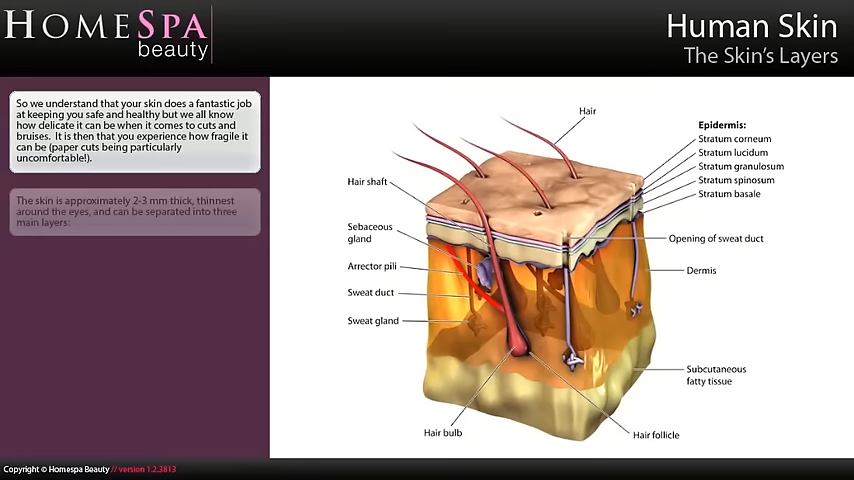 HOMESPA
beauty
Human Skin
The Skin's Layers
So we understand that your skin does a fantastic job
at keeping you safe and healthy but we all know
how delicate it can be when it comes to cuts and
bruises. It is then that you experience how fragile it
can be (paper cuts being particularly
uncomfortable!).
The skin is approximately 2-3 mm thick, thinnest
around the eyes, and can be separated into three
main layers:
Hair
Epidermis:
Stratum corneum
Stratum lucidum
Stratum granulosum
Stratum spinosum
Stratum basale
Hair shaft
Sebaceous
gland
Arrector pili
Sweat duct
Sweat gland
Opening of sweat duct
Dermis
Subcutaneous
fatty tissue
Hair bulb
Hair follicle
Copyright © Homespa Beauty // version 1.2.3813